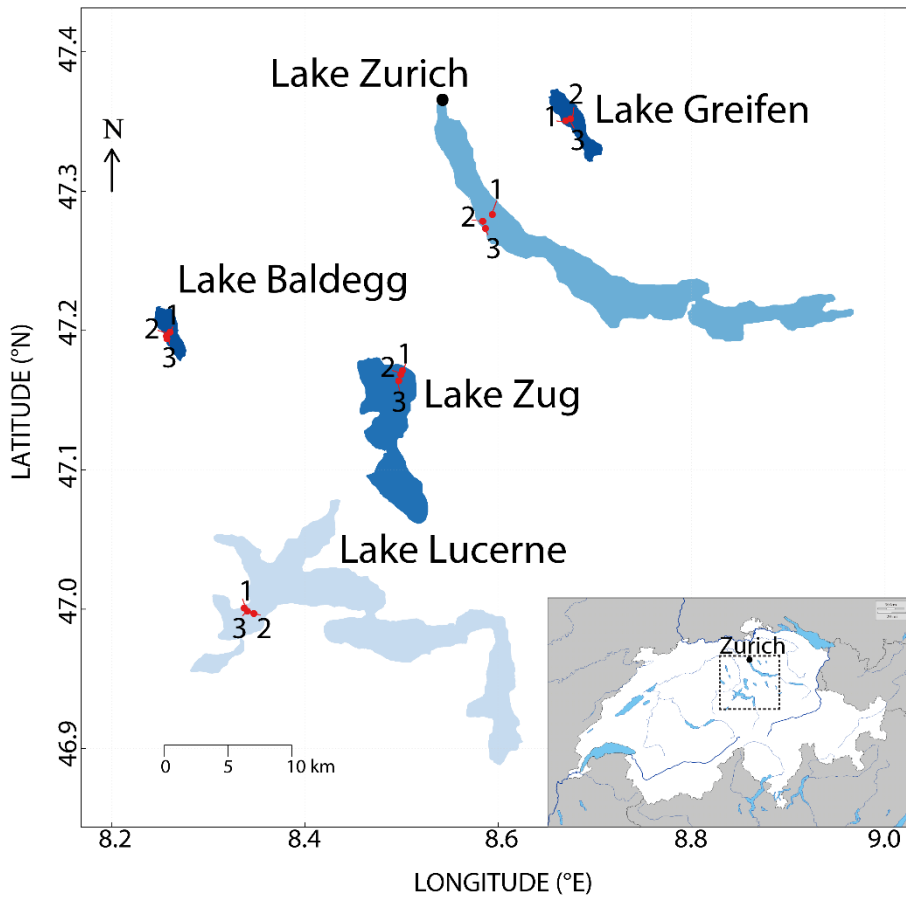 47.4
47.3
47.2
47.1
47.0
46.9
LATITUDE (°N)
N
Lake Zurich
1
2
3
Lake Greifen
1
2
3
Lake Baldegg
1
2
3
Lake Zug
1
2
3
Lake Lucerne
1
3 2
0 5 10 km
Zurich
8.2 8.4 8.6 8.8 9.0
LONGITUDE (°E)